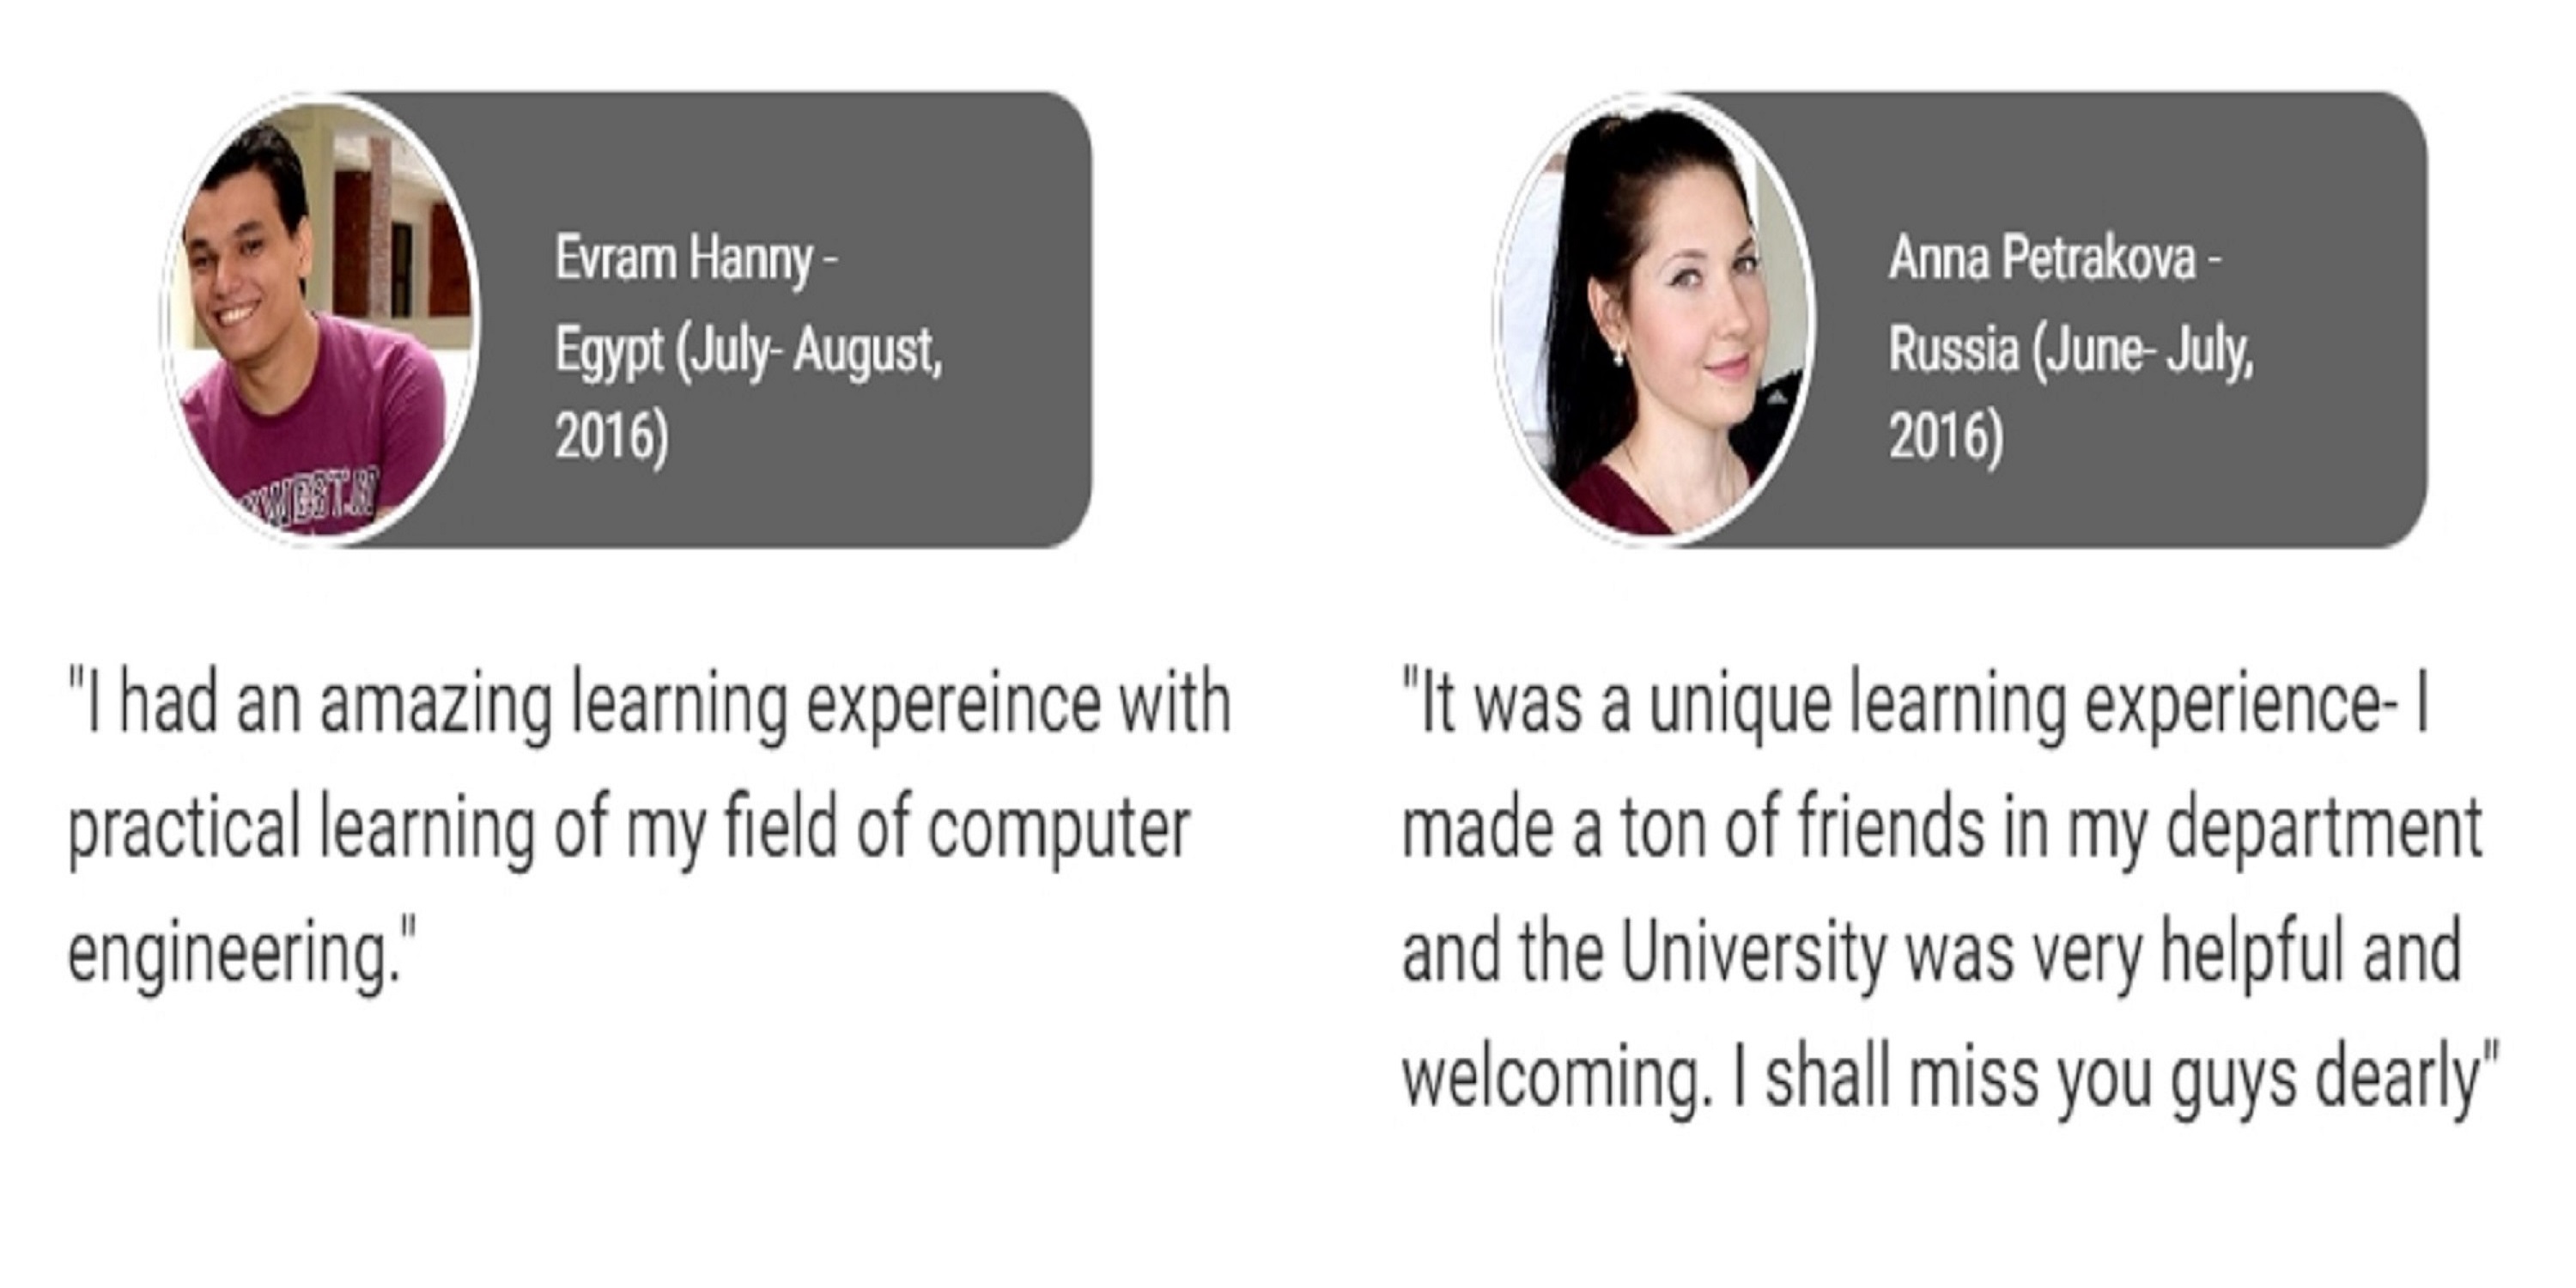 Evram Hanny -
Egypt (July- August,
2016)
"I had an amazing learning expereince with
practical learning of my field of computer
engineering."
Anna Petrakova -
Russia (June- July,
2016)
"It was a unique learning experience- I
made a ton of friends in my department
and the University was very helpful and
welcoming. I shall miss you guys dearly"